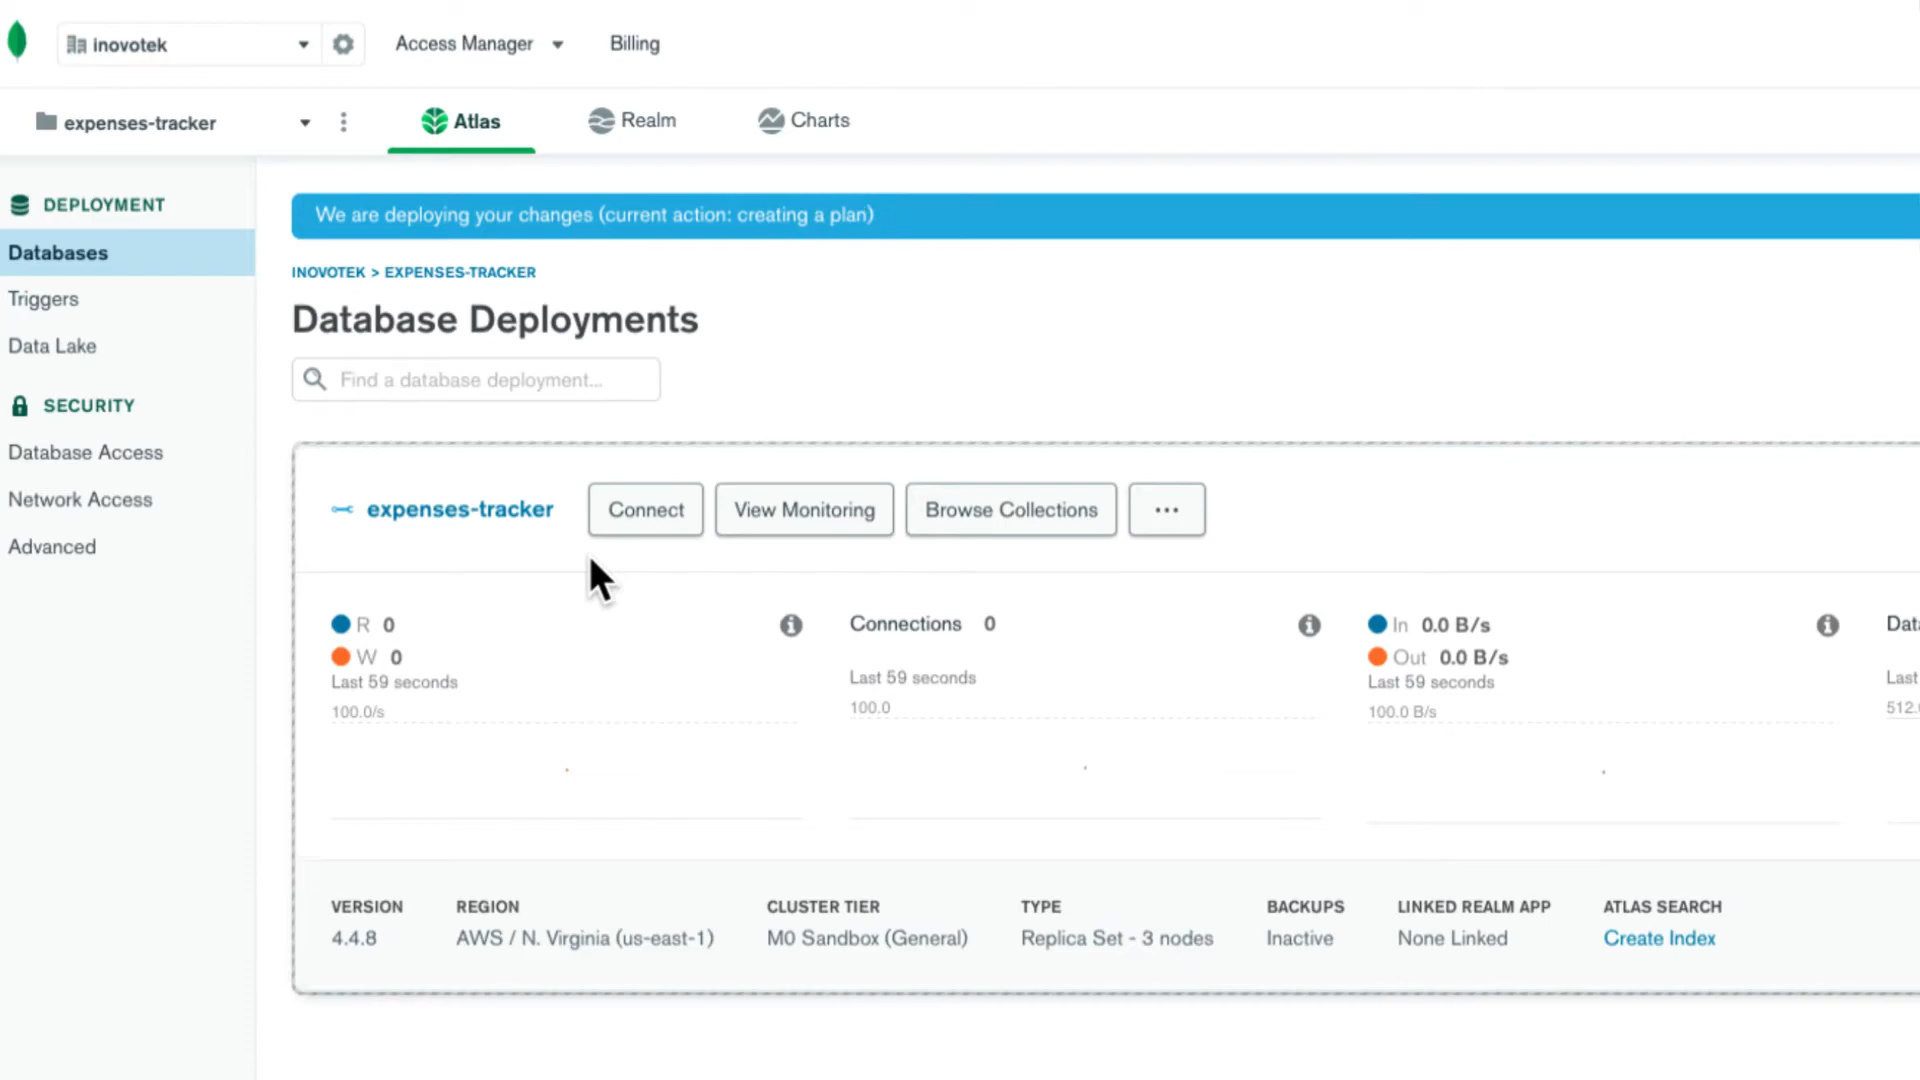 inovotek
Access Manager
Billing
expenses-tracker
Atlas
Realm
Charts
DEPLOYMENT
Databases
Triggers
Data Lake
SECURITY
Database Access
Network Access
Advanced
We are deploying your changes (current action: creating a plan)
INOVOTEK > EXPENSES-TRACKER
Database Deployments
Find a database deployment...
expenses-tracker
Connect
View Monitoring
Browse Collections
...
R 0
W 0
Last 59 seconds
100.0/s
Connections 0
Last 59 seconds
100.0
In 0.0 B/s
Out 0.0 B/s
Last 59 seconds
100.0 B/s
Last
512.
VERSION
4.4.8
REGION
AWS / N. Virginia (us-east-1)
CLUSTER TIER
M0 Sandbox (General)
TYPE
Replica Set - 3 nodes
BACKUPS
Inactive
LINKED REALM APP
None Linked
ATLAS SEARCH
Create Index